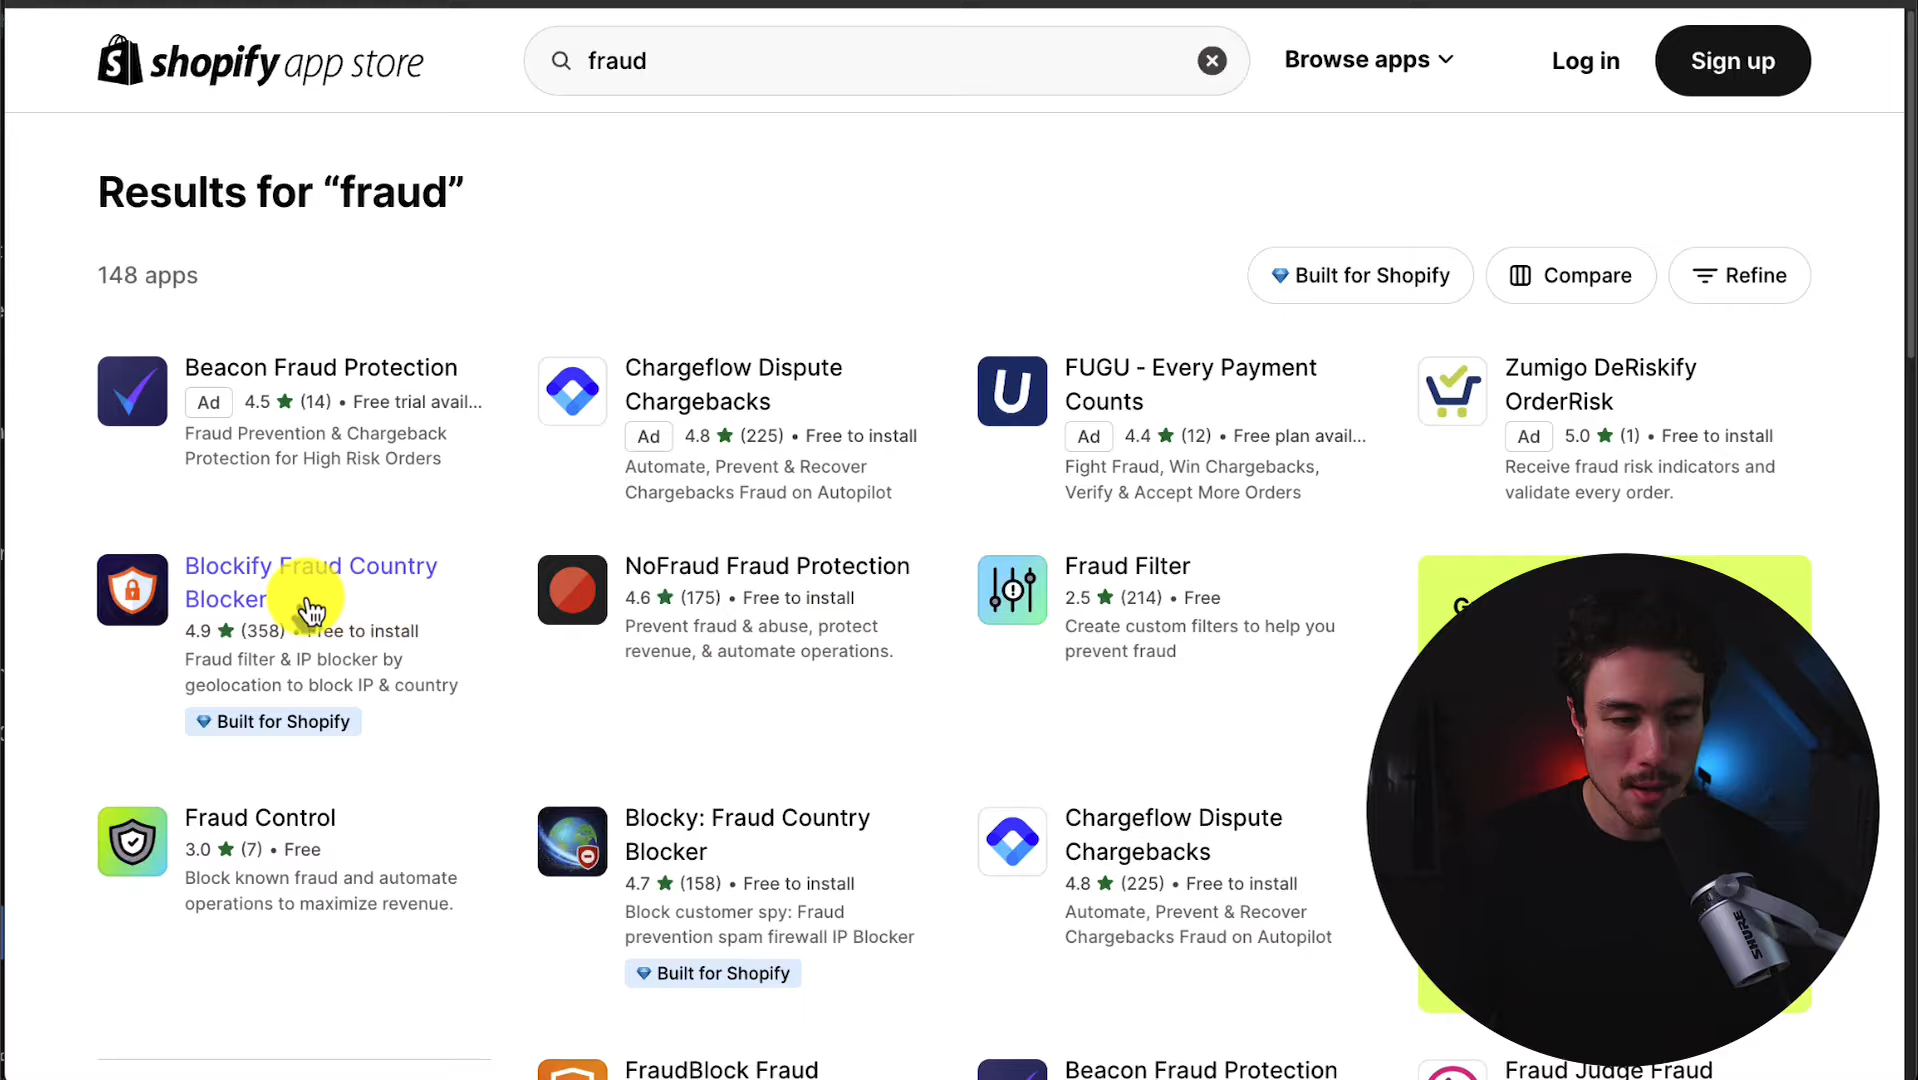 shopify app store
fraud
Browse apps
Log in
Sign up
Results for “fraud”
148 apps
Built for Shopify
Compare
Refine
Beacon Fraud Protection
Ad 4.5 ★ (14) • Free trial avail...
Fraud Prevention & Chargeback
Protection for High Risk Orders
Chargeflow Dispute
Chargebacks
Ad 4.8 ★ (225) • Free to install
Automate, Prevent & Recover
Chargebacks Fraud on Autopilot
FUGU - Every Payment
Counts
Ad 4.4 ★ (12) • Free plan avail...
Fight Fraud, Win Chargebacks,
Verify & Accept More Orders
Zumigo DeRiskify
OrderRisk
Ad 5.0 ★ (1) • Free to install
Receive fraud risk indicators and
validate every order.
Blockify Fraud Country
Blocker
4.9 ★ (358) • Free to install
Fraud filter & IP blocker by
geolocation to block IP & country
Built for Shopify
NoFraud Fraud Protection
4.6 ★ (175) • Free to install
Prevent fraud & abuse, protect
revenue, & automate operations.
Fraud Filter
2.5 ★ (214) • Free
Create custom filters to help you
prevent fraud
Fraud Control
3.0 ★ (7) • Free
Block known fraud and automate
operations to maximize revenue.
Blocky: Fraud Country
Blocker
4.7 ★ (158) • Free to install
Block customer spy: Fraud
prevention spam firewall IP Blocker
Built for Shopify
Chargeflow Dispute
Chargebacks
4.8 ★ (225) • Free to install
Automate, Prevent & Recover
Chargebacks Fraud on Autopilot
SHURE
FraudBlock Fraud
Beacon Fraud Protection
Fraud Judge Fraud